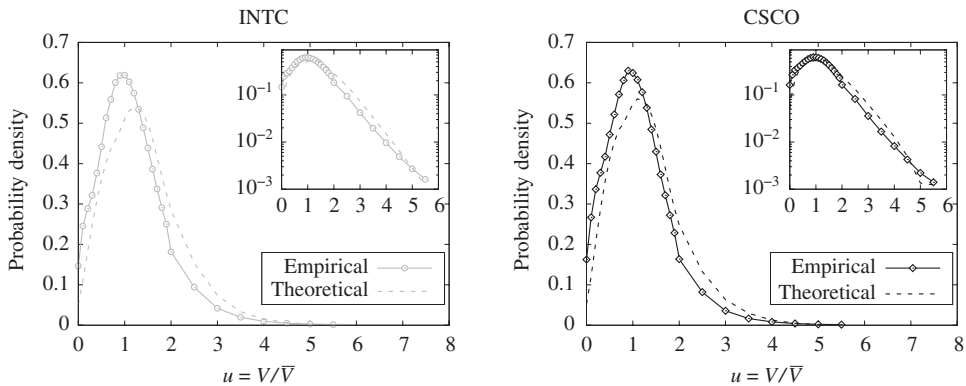 INTC
Probability density
0.7
0.6
0.5
0.4
0.3
0.2
0.1
0
0 1 2 3 4 5 6 7 8
u = V/V̅
10⁻¹
10⁻²
10⁻³
0 1 2 3 4 5 6
Empirical
Theoretical
CSCO
Probability density
0.7
0.6
0.5
0.4
0.3
0.2
0.1
0
0 1 2 3 4 5 6 7 8
u = V/V̅
10⁻¹
10⁻²
10⁻³
0 1 2 3 4 5 6
Empirical
Theoretical